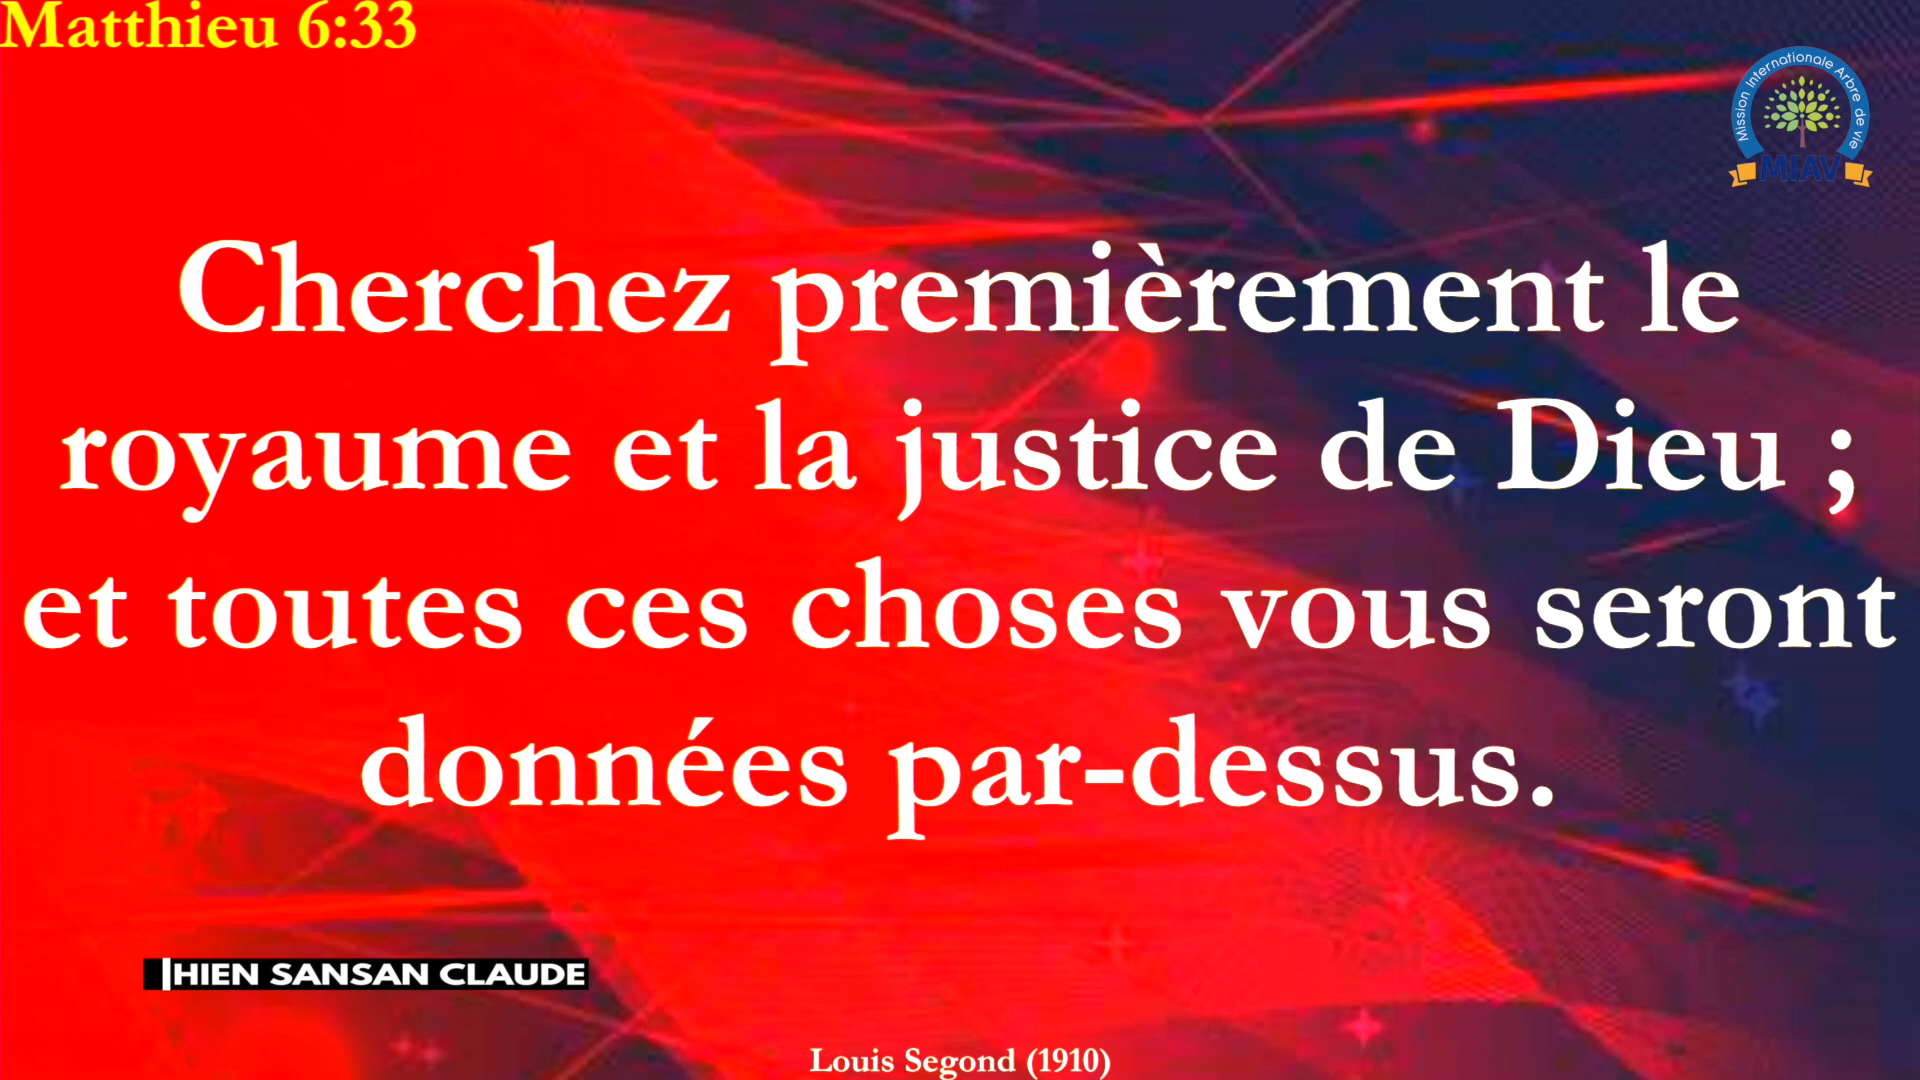 Matthieu 6:33
Mission Internationale Arbre de vie
MIAV
Cherchez premièrement le
royaume et la justice de Dieu ;
et toutes ces choses vous seront
données par-dessus.
HIEN SANSAN CLAUDE
Louis Segond (1910)